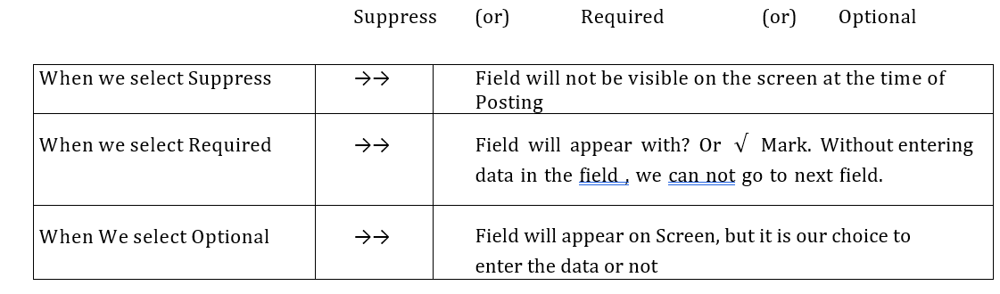 Suppress (or) Required (or) Optional
When we select Suppress →→ Field will not be visible on the screen at the time of
Posting
When we select Required →→ Field will appear with? Or √ Mark. Without entering
data in the field , we can not go to next field.
When We select Optional →→ Field will appear on Screen, but it is our choice to
enter the data or not